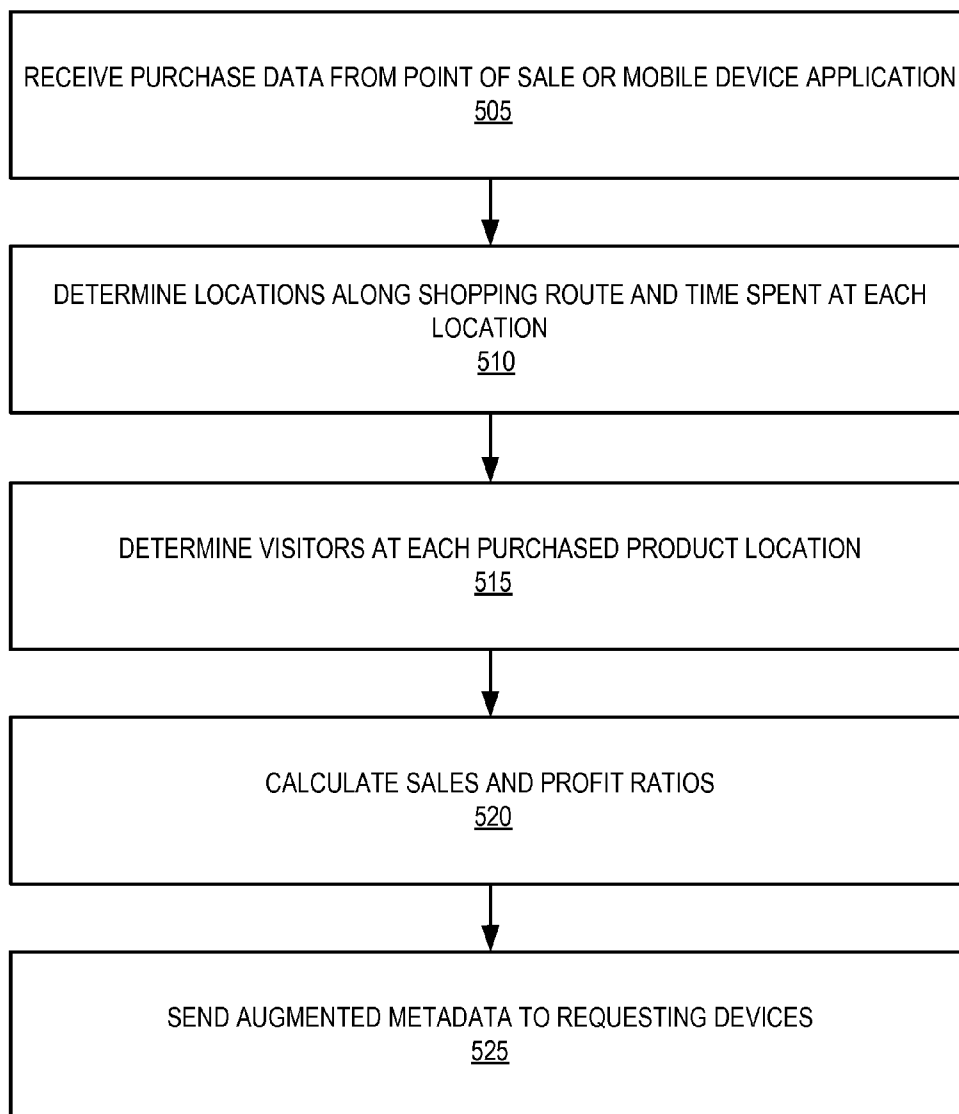 RECEIVE PURCHASE DATA FROM POINT OF SALE OR MOBILE DEVICE APPLICATION
505
DETERMINE LOCATIONS ALONG SHOPPING ROUTE AND TIME SPENT AT EACH
LOCATION
510
DETERMINE VISITORS AT EACH PURCHASED PRODUCT LOCATION
515
CALCULATE SALES AND PROFIT RATIOS
520
SEND AUGMENTED METADATA TO REQUESTING DEVICES
525